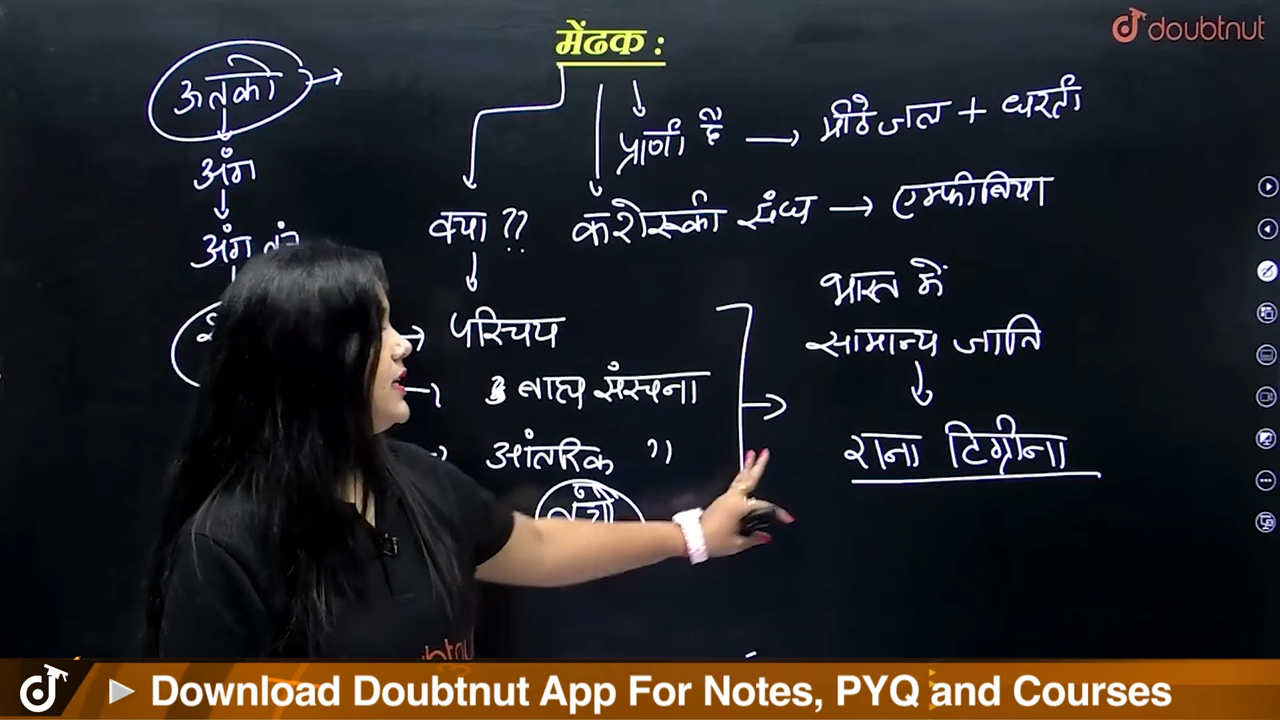 doubtnut
मेंढक :
ऊतको →
अंग
अंग तंत्र
प्राणी है → मीठे जल + धरती
क्या ?? कशेरूकी संघ → एम्फीबिया
भारत में
→ परिचय
सामान्य जाति
बाह्य संरचना
आंतरिक "
राना टिग्रीना
तंत्रों
Download Doubtnut App For Notes, PYQ and Courses